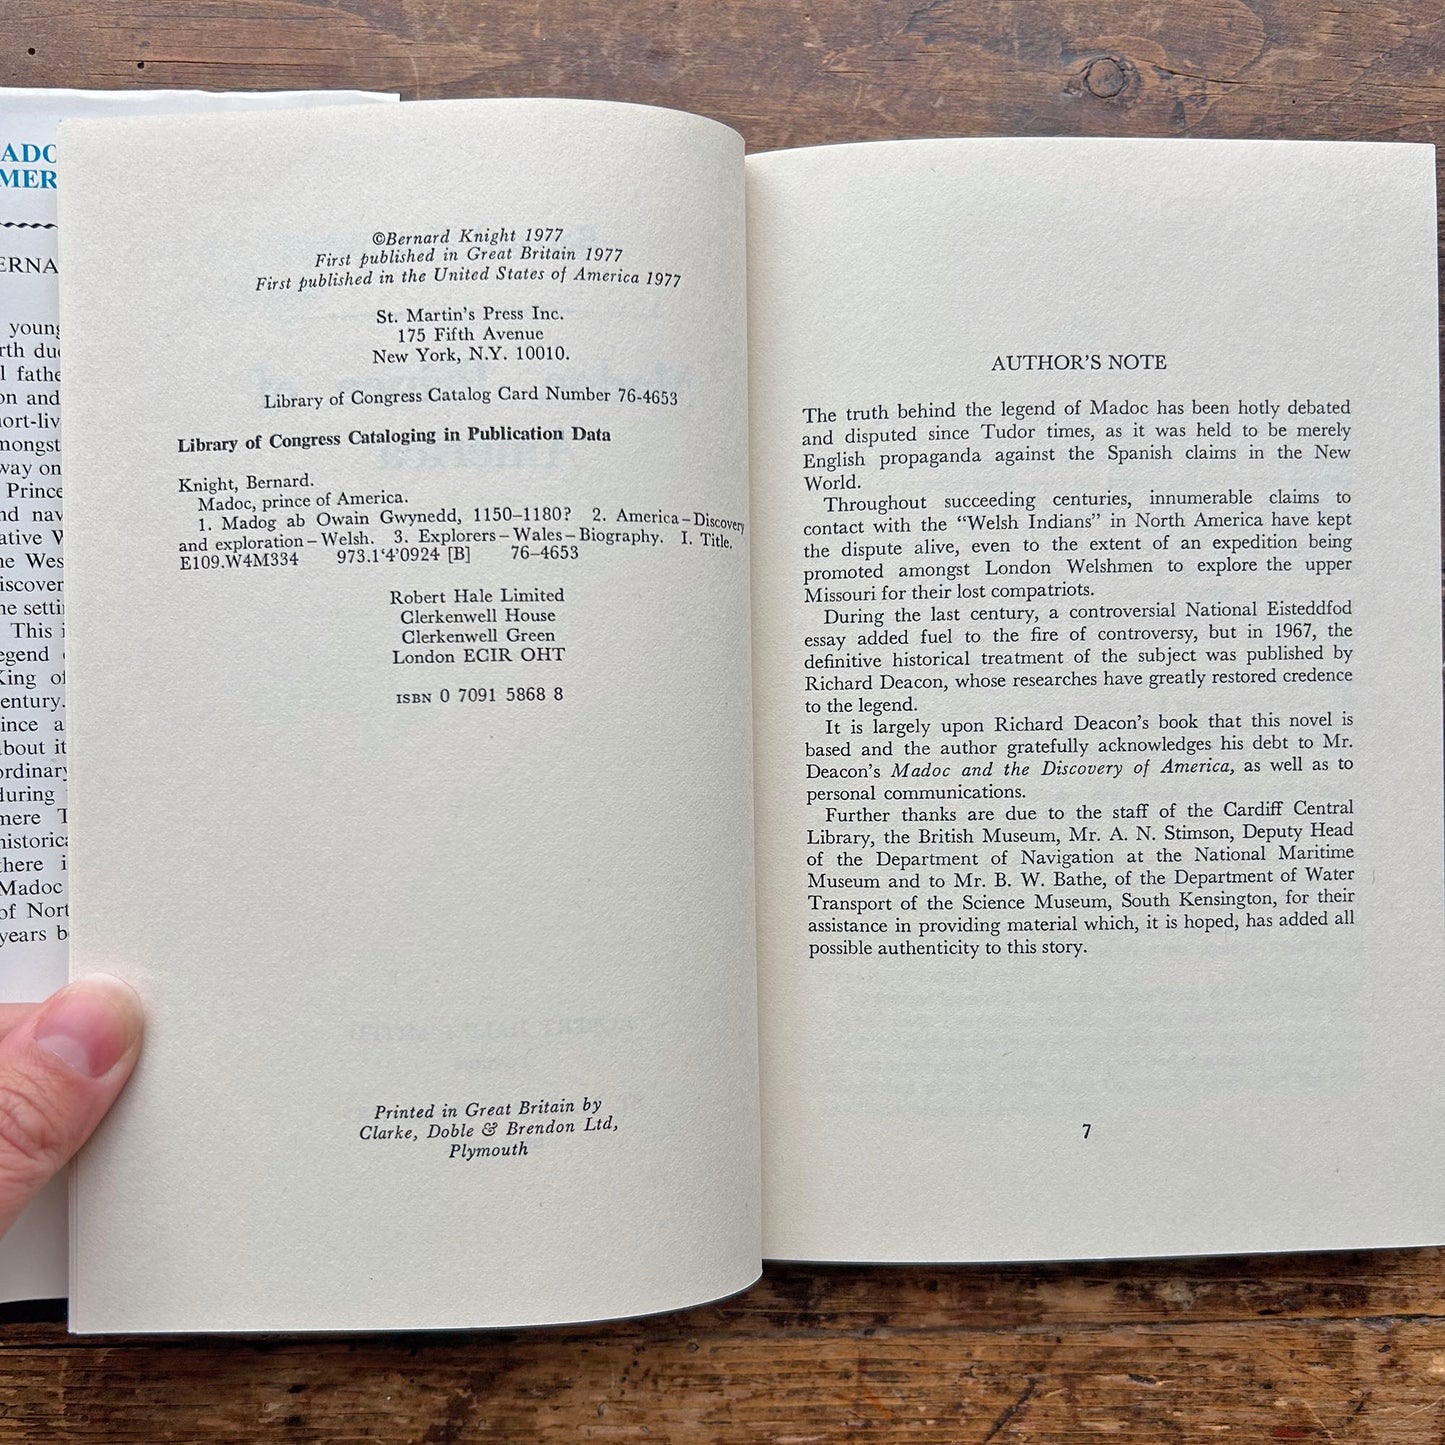 ©Bernard Knight 1977
First published in Great Britain 1977
First published in the United States of America 1977
St. Martin's Press Inc.
175 Fifth Avenue
New York, N.Y. 10010.
Library of Congress Catalog Card Number 76-4653
Library of Congress Cataloging in Publication Data
Knight, Bernard.
Madoc, prince of America.
1. Madog ab Owain Gwynedd, 1150–1180? 2. America–Discovery
and exploration–Welsh. 3. Explorers–Wales–Biography. I. Title.
E109.W4M334 973.1'4'0924 [B] 76–4653
Robert Hale Limited
Clerkenwell House
Clerkenwell Green
London ECIR OHT
ISBN 0 7091 5868 8
Printed in Great Britain by
Clarke, Doble & Brendon Ltd,
Plymouth
AUTHOR'S NOTE
The truth behind the legend of Madoc has been hotly debated
and disputed since Tudor times, as it was held to be merely
English propaganda against the Spanish claims in the New
World.
Throughout succeeding centuries, innumerable claims to
contact with the "Welsh Indians" in North America have kept
the dispute alive, even to the extent of an expedition being
promoted amongst London Welshmen to explore the upper
Missouri for their lost compatriots.
During the last century, a controversial National Eisteddfod
essay added fuel to the fire of controversy, but in 1967, the
definitive historical treatment of the subject was published by
Richard Deacon, whose researches have greatly restored credence
to the legend.
It is largely upon Richard Deacon's book that this novel is
based and the author gratefully acknowledges his debt to Mr.
Deacon's Madoc and the Discovery of America, as well as to
personal communications.
Further thanks are due to the staff of the Cardiff Central
Library, the British Museum, Mr. A. N. Stimson, Deputy Head
of the Department of Navigation at the National Maritime
Museum and to Mr. B. W. Bathe, of the Department of Water
Transport of the Science Museum, South Kensington, for their
assistance in providing material which, it is hoped, has added all
possible authenticity to this story.
7